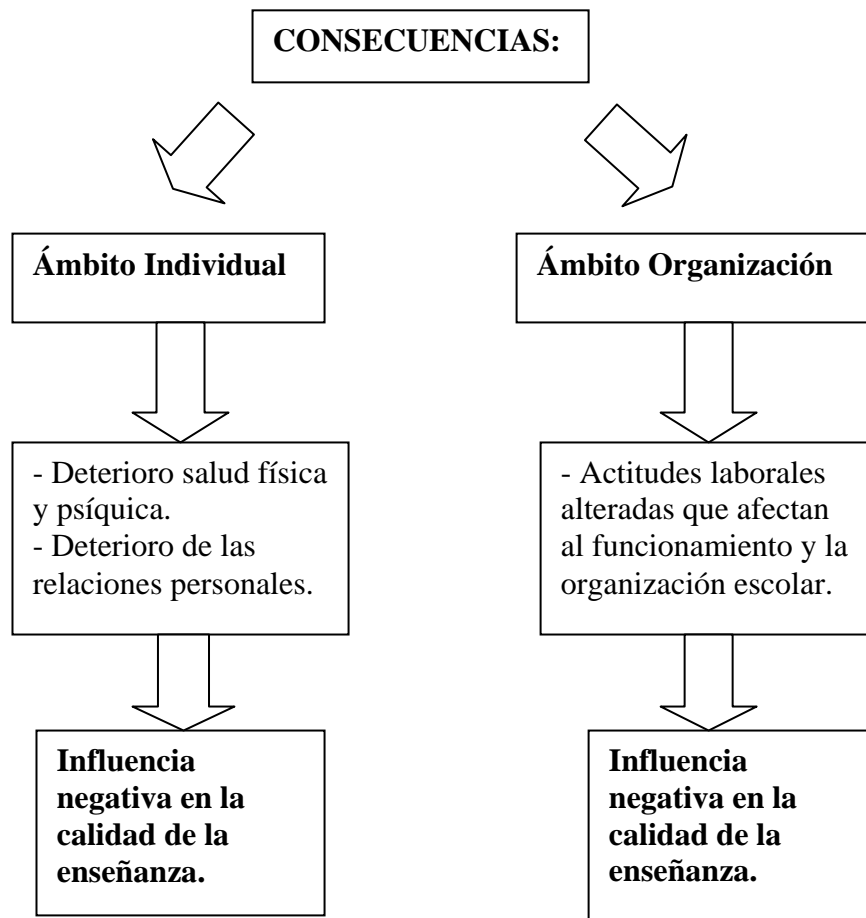 CONSECUENCIAS:
Ámbito Individual
Ámbito Organización
- Deterioro salud física
y psíquica.
- Deterioro de las
relaciones personales.
- Actitudes laborales
alteradas que afectan
al funcionamiento y la
organización escolar.
Influencia
negativa en la
calidad de la
enseñanza.
Influencia
negativa en la
calidad de la
enseñanza.